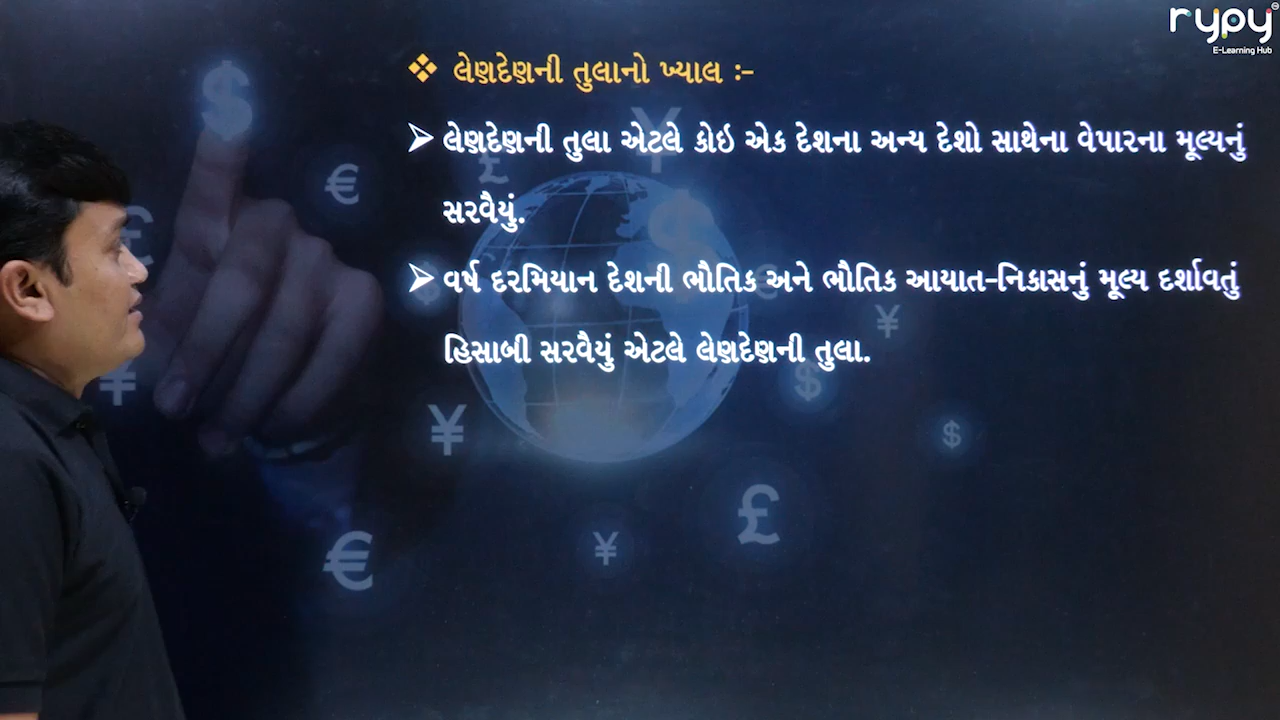 rypy
E-Learning Hub
❖ લેણદેણની તુલાનો ખ્યાલ :-
➢ લેણદેણની તુલા એટલે કોઇ એક દેશના અન્ય દેશો સાથેના વેપારના મૂલ્યનું
સરવૈયું.
➢ વર્ષ દરમિયાન દેશની ભૌતિક અને ભૌતિક આયાત-નિકાસનું મૂલ્ય દર્શાવતું
હિસાબી સરવૈયું એટલે લેણદેણની તુલા.